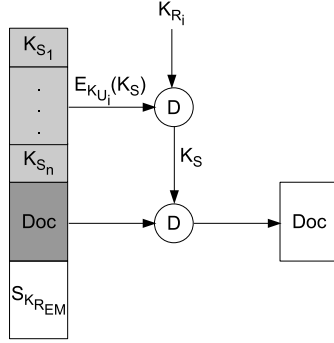 K_{R_i}
K_{S_1}
E_{K_{U_i}}(K_S)
.
.
.
D
K_S
K_{S_n}
Doc
D
Doc
S_{K_{R_{EM}}}